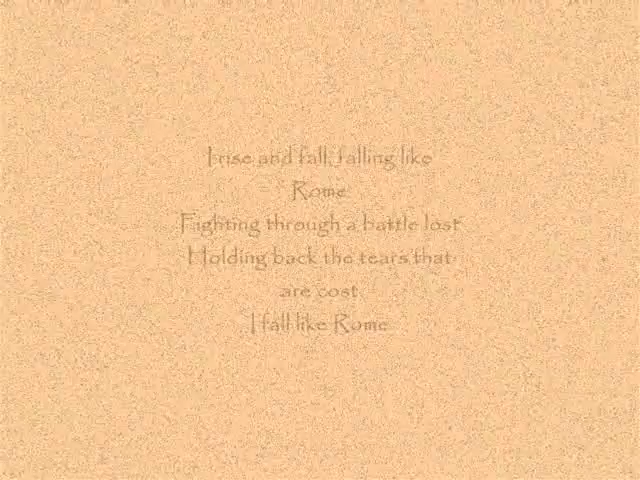 I rise and fall, falling like
Rome
Fighting through a battle lost
Holding back the tears that
are cost
I fall like Rome